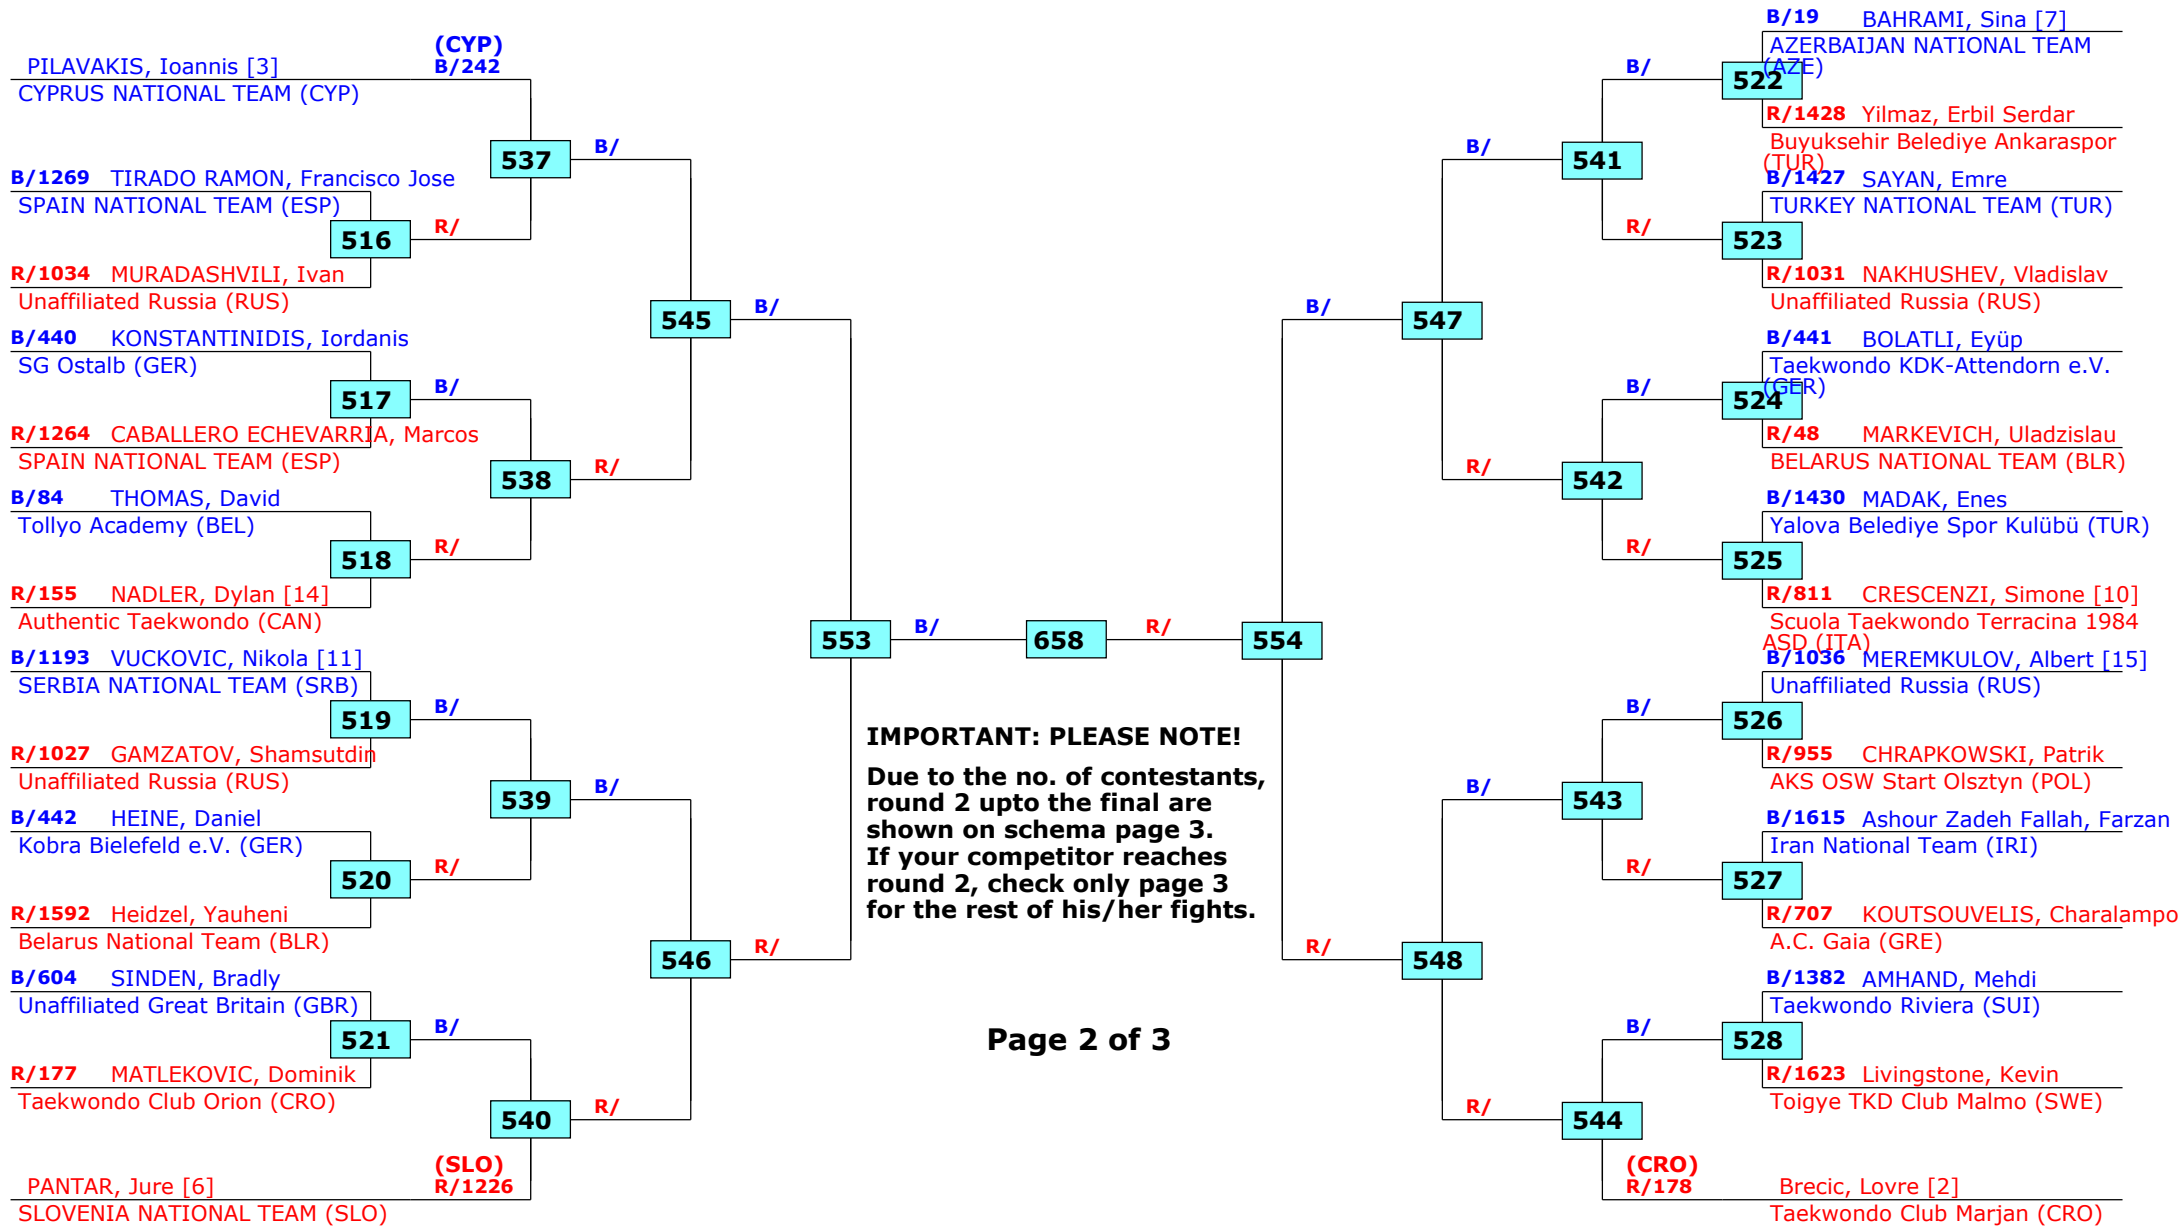 (CYP)
PILAVAKIS, Ioannis [3] B/242
CYPRUS NATIONAL TEAM (CYP)
537
B/
B/1269 TIRADO RAMON, Francisco Jose
SPAIN NATIONAL TEAM (ESP)
516
R/
R/1034 MURADASHVILI, Ivan
Unaffiliated Russia (RUS)
545
B/
B/440 KONSTANTINIDIS, Iordanis
SG Ostalb (GER)
517
B/
R/1264 CABALLERO ECHEVARRIA, Marcos
SPAIN NATIONAL TEAM (ESP)
538
R/
B/84 THOMAS, David
Tollyo Academy (BEL)
518
R/
R/155 NADLER, Dylan [14]
Authentic Taekwondo (CAN)
553
B/
658
R/
554
B/1193 VUCKOVIC, Nikola [11]
SERBIA NATIONAL TEAM (SRB)
519
B/
R/1027 GAMZATOV, Shamsutdin
Unaffiliated Russia (RUS)
539
B/
B/442 HEINE, Daniel
Kobra Bielefeld e.V. (GER)
520
R/
R/1592 Heidzel, Yauheni
Belarus National Team (BLR)
546
R/
B/604 SINDEN, Bradly
Unaffiliated Great Britain (GBR)
521
B/
R/177 MATLEKOVIC, Dominik
Taekwondo Club Orion (CRO)
540
R/
(SLO)
PANTAR, Jure [6] R/1226
SLOVENIA NATIONAL TEAM (SLO)
IMPORTANT: PLEASE NOTE!
Due to the no. of contestants,
round 2 upto the final are
shown on schema page 3.
If your competitor reaches
round 2, check only page 3
for the rest of his/her fights.
Page 2 of 3
B/19 BAHRAMI, Sina [7]
AZERBAIJAN NATIONAL TEAM
(AZE)
B/
522
R/1428 Yilmaz, Erbil Serdar
Buyuksehir Belediye Ankaraspor
(TUR)
B/
541
B/1427 SAYAN, Emre
TURKEY NATIONAL TEAM (TUR)
R/
523
R/1031 NAKHUSHEV, Vladislav
Unaffiliated Russia (RUS)
B/
547
B/441 BOLATLI, Eyüp
Taekwondo KDK-Attendorn e.V.
(GER)
B/
524
R/48 MARKEVICH, Uladzislau
BELARUS NATIONAL TEAM (BLR)
R/
542
B/1430 MADAK, Enes
Yalova Belediye Spor Kulübü (TUR)
R/
525
R/811 CRESCENZI, Simone [10]
Scuola Taekwondo Terracina 1984
ASD (ITA)
B/1036 MEREMKULOV, Albert [15]
Unaffiliated Russia (RUS)
B/
526
R/955 CHRAPKOWSKI, Patrik
AKS OSW Start Olsztyn (POL)
B/
543
B/1615 Ashour Zadeh Fallah, Farzan
Iran National Team (IRI)
R/
527
R/707 KOUTSOUVELIS, Charalampo
A.C. Gaia (GRE)
R/
548
B/1382 AMHAND, Mehdi
Taekwondo Riviera (SUI)
B/
528
R/1623 Livingstone, Kevin
Toigye TKD Club Malmo (SWE)
R/
544
(CRO)
R/178 Brecic, Lovre [2]
Taekwondo Club Marjan (CRO)